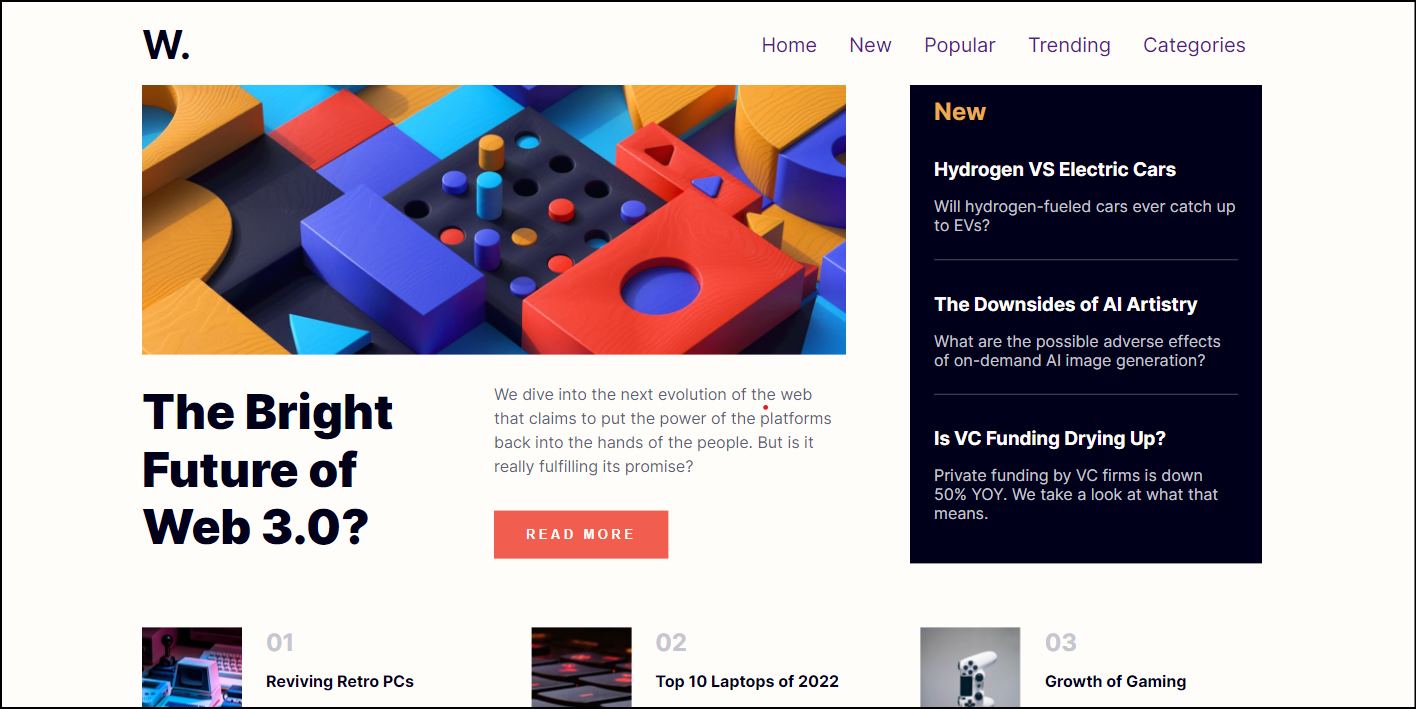 W.
Home New Popular Trending Categories
The Bright
Future of
Web 3.0?
We dive into the next evolution of the web
that claims to put the power of the platforms
back into the hands of the people. But is it
really fulfilling its promise?
READ MORE
New
Hydrogen VS Electric Cars
Will hydrogen-fueled cars ever catch up
to EVs?
The Downsides of AI Artistry
What are the possible adverse effects
of on-demand AI image generation?
Is VC Funding Drying Up?
Private funding by VC firms is down
50% YOY. We take a look at what that
means.
01
Reviving Retro PCs
02
Top 10 Laptops of 2022
03
Growth of Gaming